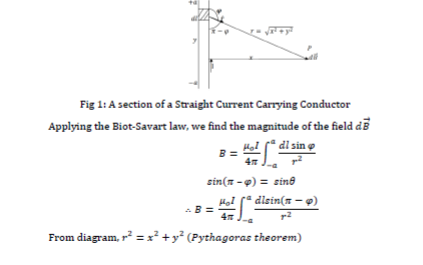 +a
dl
r = √x² + y²
π − φ
y
P
x
−a
Fig 1: A section of a Straight Current Carrying Conductor
Applying the Biot-Savart law, we find the magnitude of the field dB⃗
B = μ₀I/4π ∫₋ₐᵃ dl sin φ/r²
sin(π − φ) = sinθ
∴ B = μ₀I/4π ∫₋ₐᵃ dlsin(π − φ)/r²
From diagram, r² = x² + y² (Pythagoras theorem)